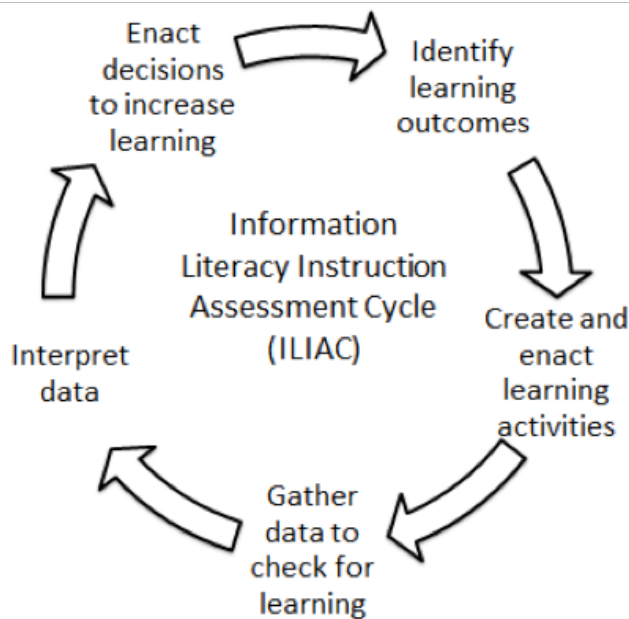 Enact
decisions
to increase
learning
Identify
learning
outcomes
Information
Literacy Instruction
Assessment Cycle
(ILIAC)
Create and
enact
learning
activities
Gather
data to
check for
learning
Interpret
data